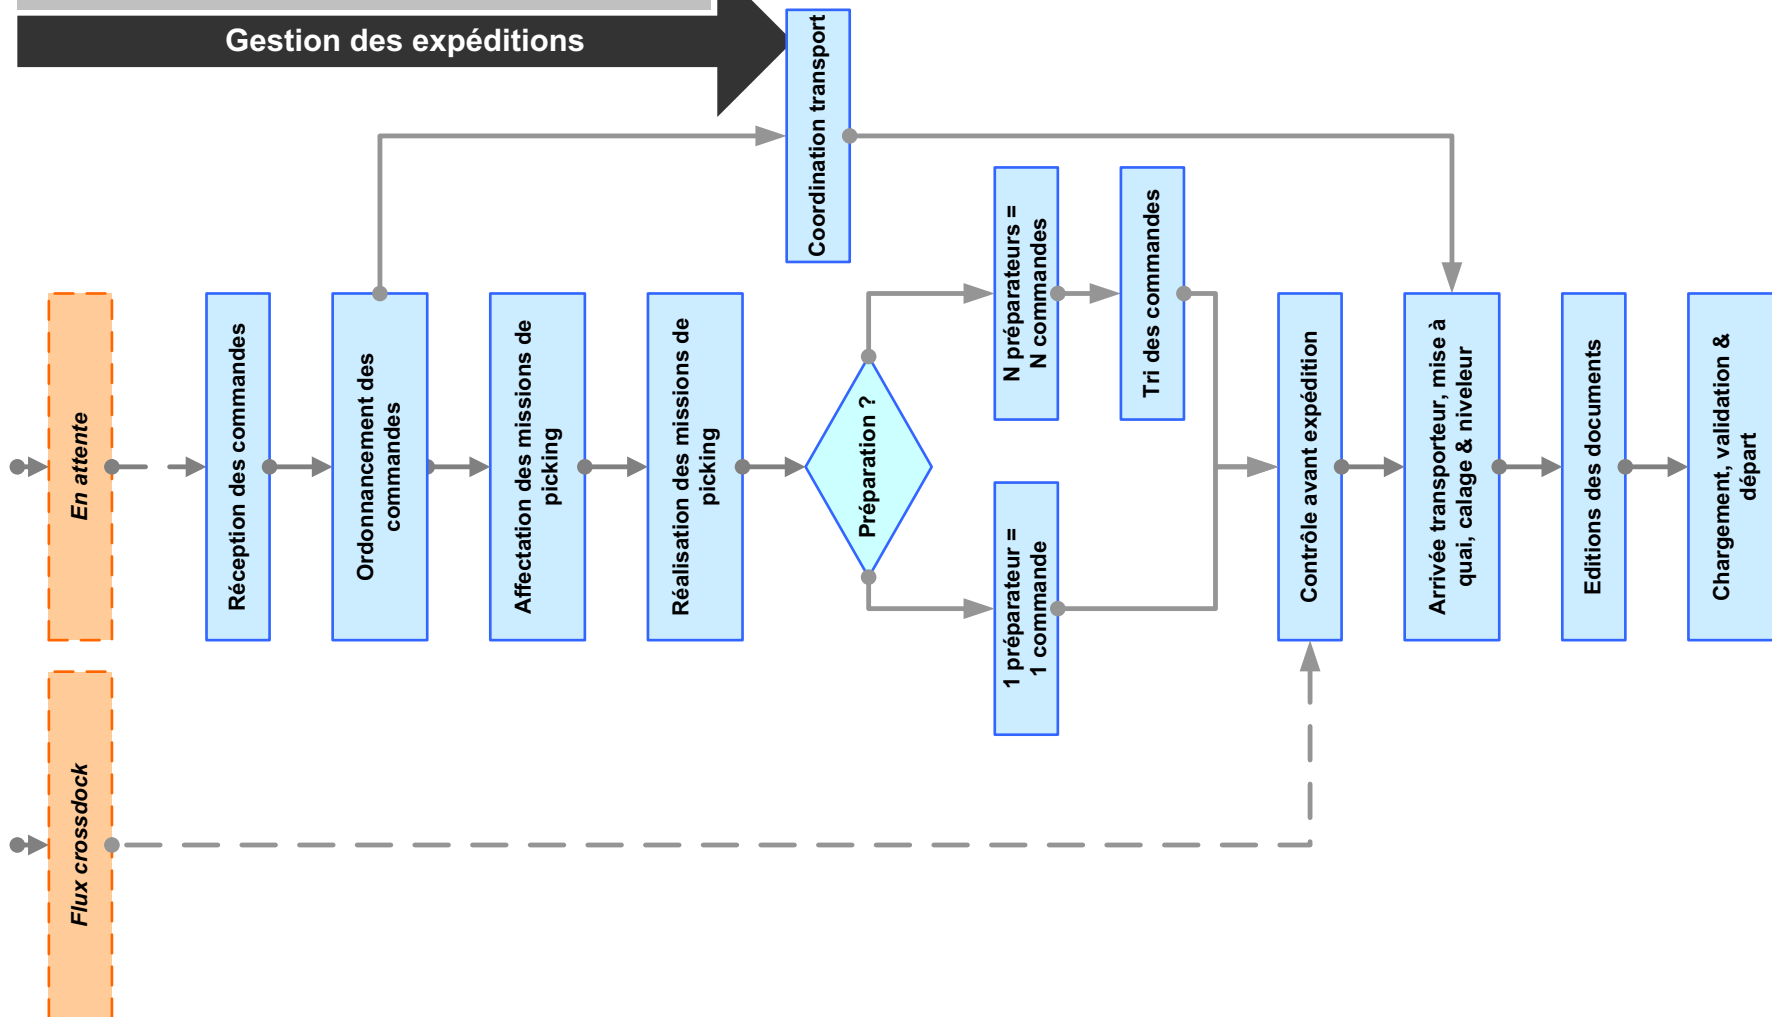 Gestion des expéditions
Coordination transport
En attente
Réception des commandes
Ordonnancement des
commandes
Affectation des missions de
picking
Réalisation des missions de
picking
Préparation ?
N préparateurs =
N commandes
Tri des commandes
1 préparateur =
1 commande
Contrôle avant expédition
Arrivée transporteur, mise à
quai, calage & niveleur
Editions des documents
Chargement, validation &
départ
Flux crossdock